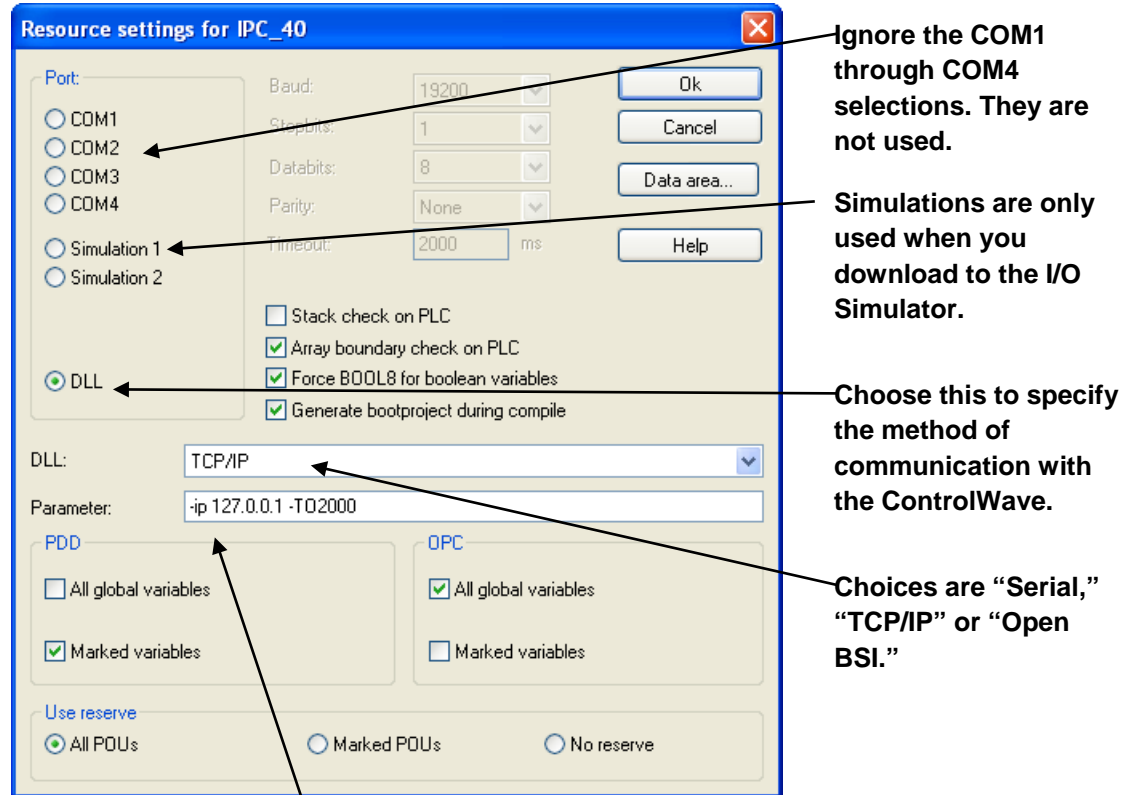 Resource settings for IPC_40
Port:
COM1
COM2
COM3
COM4
Simulation 1
Simulation 2
DLL
Baud:
19200
Stopbits:
1
Databits:
8
Parity:
None
Timeout:
2000
ms
Ok
Cancel
Data area...
Help
Stack check on PLC
Array boundary check on PLC
Force BOOL8 for boolean variables
Generate bootproject during compile
DLL:
TCP/IP
Parameter:
-ip 127.0.0.1 -TO2000
PDD
All global variables
Marked variables
OPC
All global variables
Marked variables
Use reserve
All POUs
Marked POUs
No reserve
Ignore the COM1
through COM4
selections. They are
not used.
Simulations are only
used when you
download to the I/O
Simulator.
Choose this to specify
the method of
communication with
the ControlWave.
Choices are “Serial,”
“TCP/IP” or “Open
BSI.”